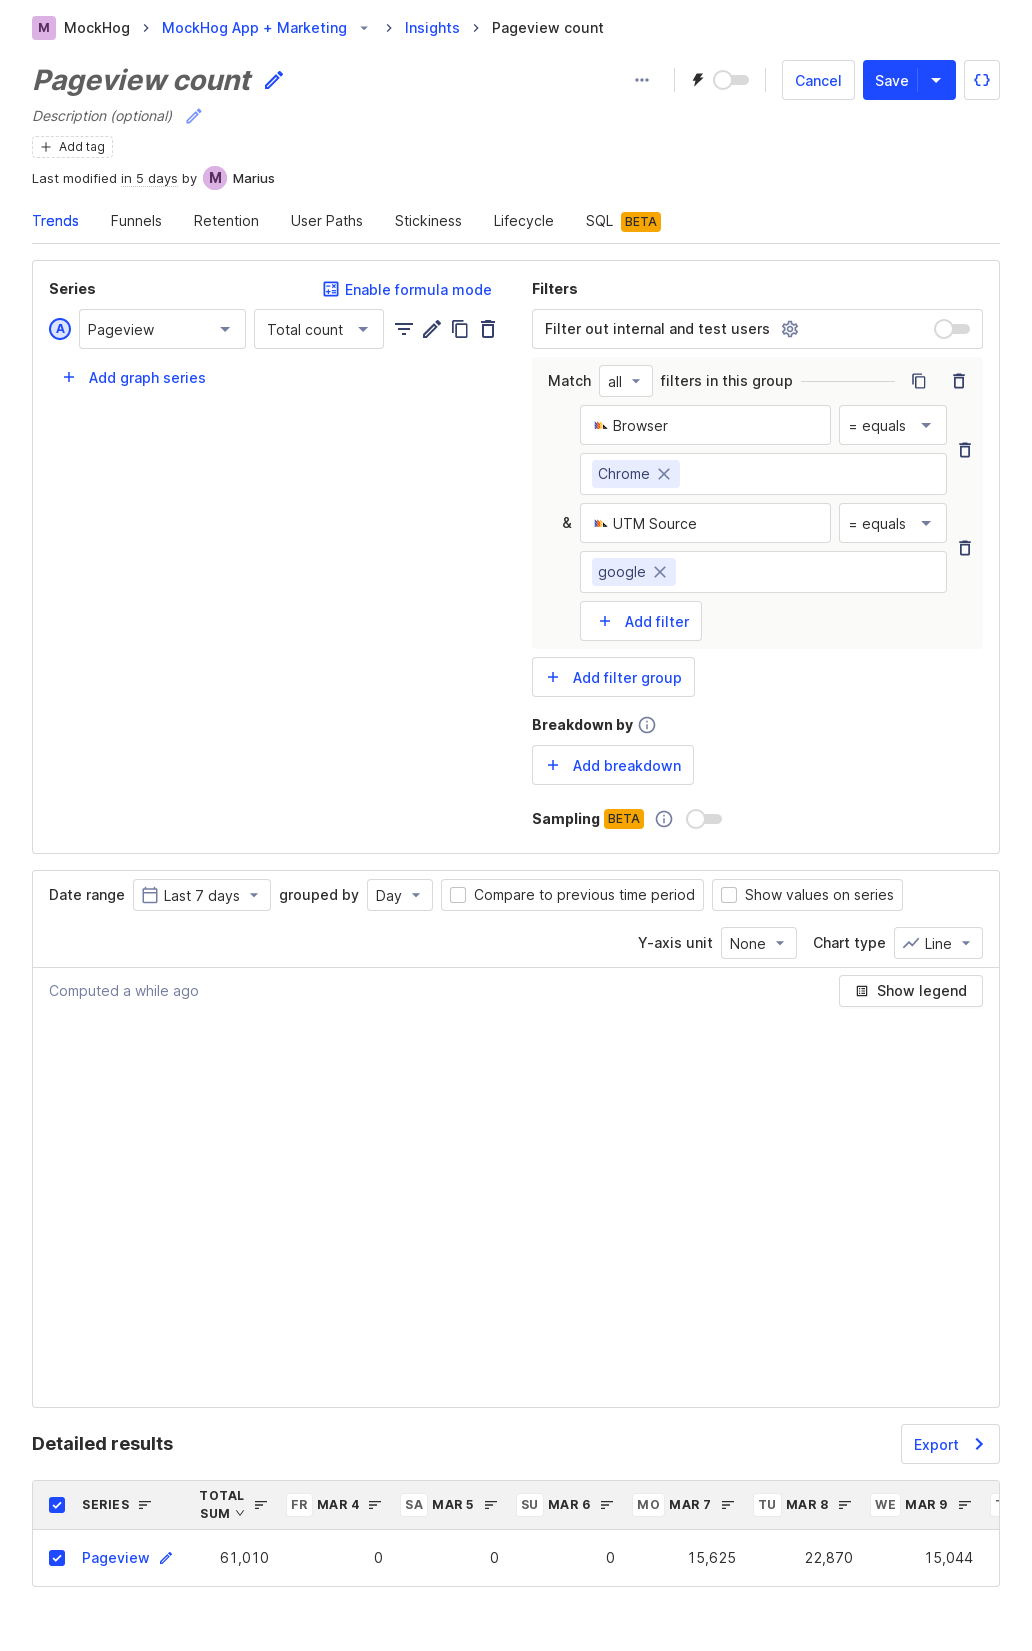 M MockHog MockHog App + Marketing Insights Pageview count
Pageview count
Cancel Save
Description (optional)
Add tag
Last modified in 5 days by M Marius
Trends Funnels Retention User Paths Stickiness Lifecycle SQL BETA
Series Enable formula mode
A Pageview Total count
Add graph series
Filters
Filter out internal and test users
Match all filters in this group
Browser = equals
Chrome
& UTM Source = equals
google
Add filter
Add filter group
Breakdown by
Add breakdown
Sampling BETA
Date range Last 7 days grouped by Day Compare to previous time period Show values on series
Y-axis unit None Chart type Line
Computed a while ago Show legend
Detailed results Export
SERIES TOTAL SUM FR MAR 4 SA MAR 5 SU MAR 6 MO MAR 7 TU MAR 8 WE MAR 9
Pageview 61,010 0 0 0 15,625 22,870 15,044